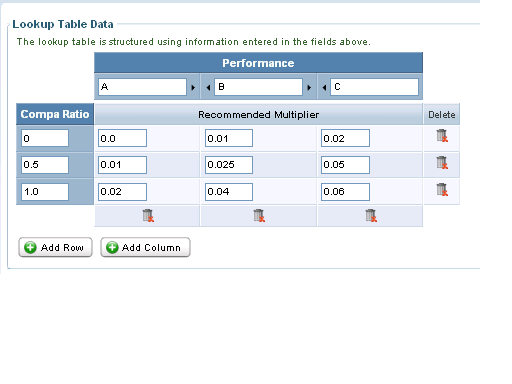 Lookup Table Data
The lookup table is structured using information entered in the fields above.
Performance
A B C
Compa Ratio Recommended Multiplier Delete
0 0.0 0.01 0.02
0.5 0.01 0.025 0.05
1.0 0.02 0.04 0.06
Add Row Add Column